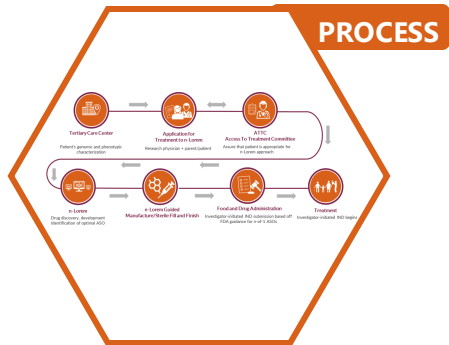 PROCESS
Tertiary Care Center
Patient's genomic and phenotypic
characterization
Application for
Treatment to n-Lorem
Research physician + parent/patient
ATTC
Access To Treatment Committee
Assure that patient is appropriate for
n-Lorem approach
n-Lorem
Drug discovery, development
Identification of optimal ASO
n-Lorem Guided
Manufacture/Sterile Fill and Finish
Food and Drug Administration
Investigator-initiated IND submission based off
FDA guidance for n-of-1 ASOs
Treatment
Investigator-initiated IND begins